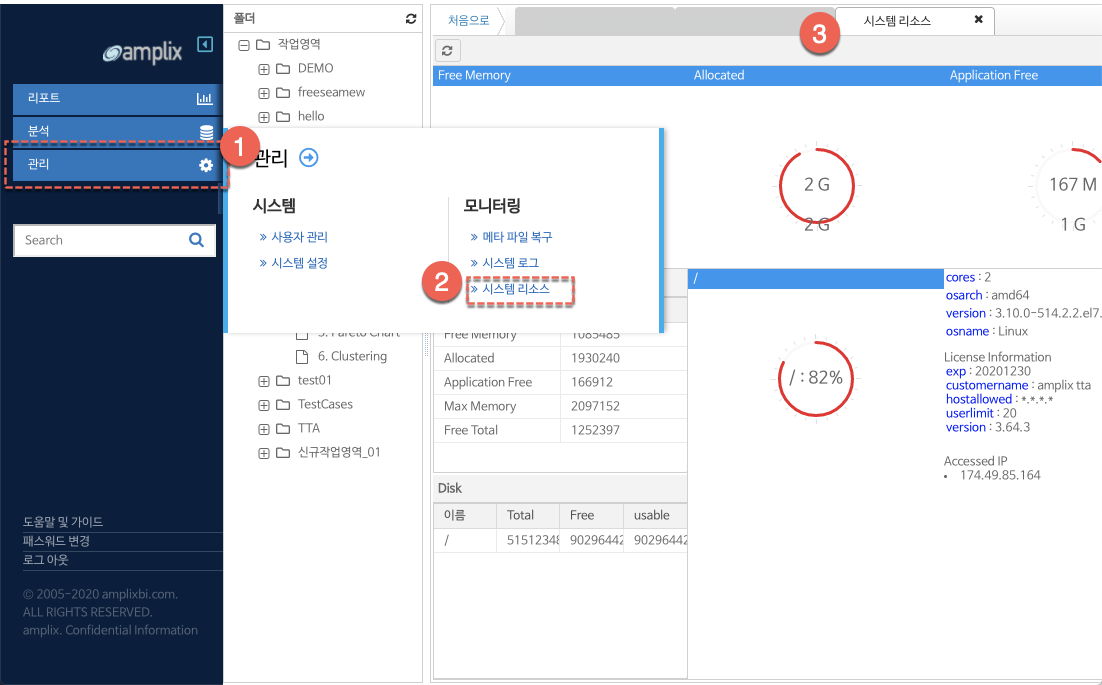 amplix
리포트
분석
관리
1
Search
도움말 및 가이드
패스워드 변경
로그 아웃
© 2005-2020 amplixbi.com.
ALL RIGHTS RESERVED.
amplix. Confidential Information
폴더
작업영역
DEMO
freeseamew
hello
관리
시스템
모니터링
» 사용자 관리
» 메타 파일 복구
» 시스템 설정
» 시스템 로그
2
» 시스템 리소스
5. Pareto Chart
6. Clustering
test01
TestCases
TTA
신규작업영역_01
처음으로
3
시스템 리소스
Free Memory
Allocated
Application Free
2 G
2 G
167 M
1 G
Free Memory 1085485
Allocated 1930240
Application Free 166912
Max Memory 2097152
Free Total 1252397
Disk
이름 Total Free usable
/ 51512348 90296442 90296442
/
/ : 82%
cores : 2
osarch : amd64
version : 3.10.0-514.2.2.el7.
osname : Linux
License Information
exp : 20201230
customername : amplix tta
hostallowed : *.*.*.*
userlimit : 20
version : 3.64.3
Accessed IP
• 174.49.85.164